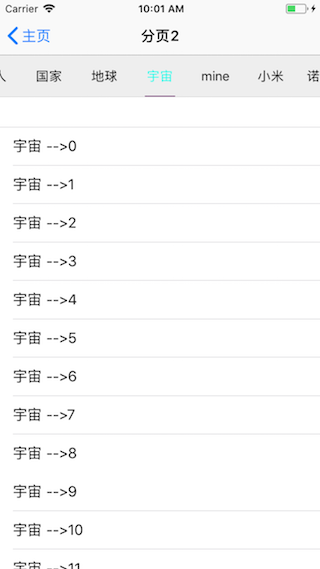 Carrier 10:01 AM
主页 分页2
人 国家 地球 宇宙 mine 小米 诺
宇宙 -->0
宇宙 -->1
宇宙 -->2
宇宙 -->3
宇宙 -->4
宇宙 -->5
宇宙 -->6
宇宙 -->7
宇宙 -->8
宇宙 -->9
宇宙 -->10
宇宙 -->11